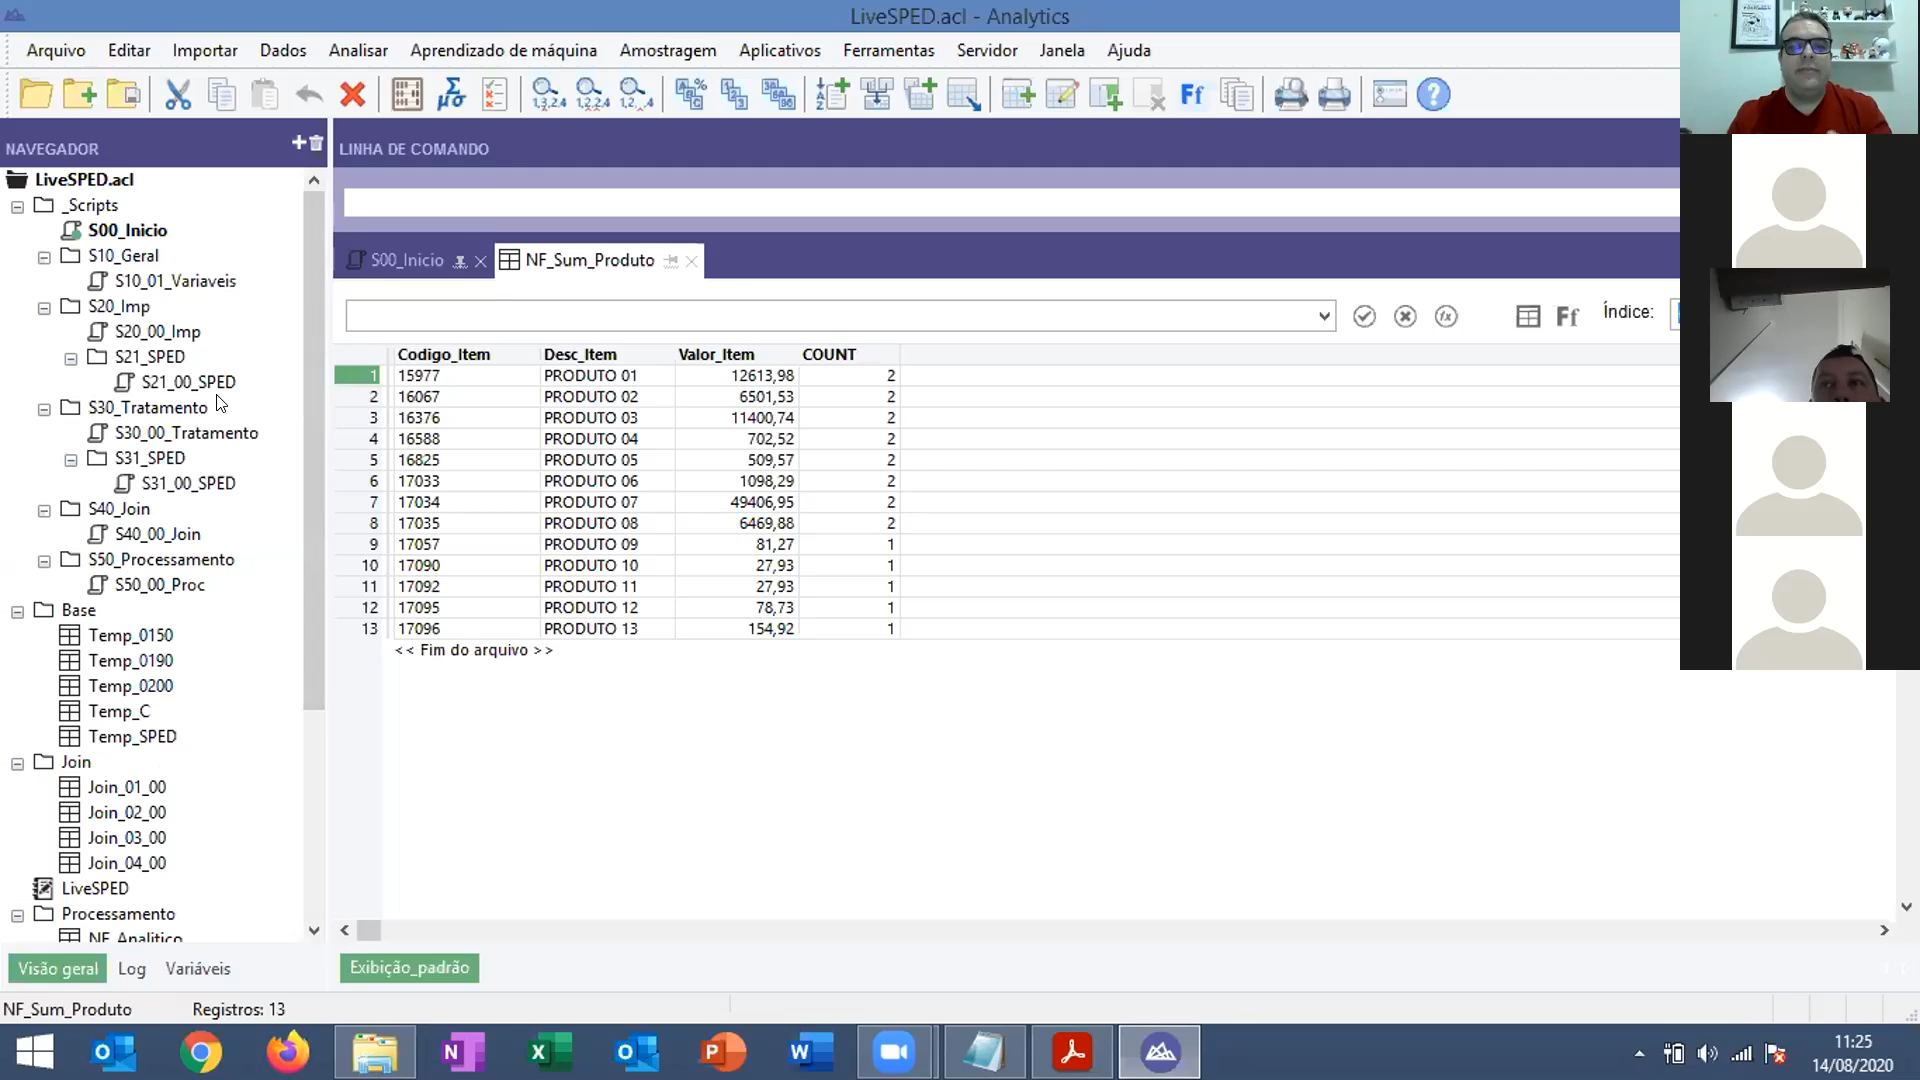 LiveSPED.acl - Analytics
Arquivo Editar Importar Dados Analisar Aprendizado de máquina Amostragem Aplicativos Ferramentas Servidor Janela Ajuda
NAVEGADOR
LiveSPED.acl
_Scripts
S00_Inicio
S10_Geral
S10_01_Variaveis
S20_Imp
S20_00_Imp
S21_SPED
S21_00_SPED
S30_Tratamento
S30_00_Tratamento
S31_SPED
S31_00_SPED
S40_Join
S40_00_Join
S50_Processamento
S50_00_Proc
Base
Temp_0150
Temp_0190
Temp_0200
Temp_C
Temp_SPED
Join
Join_01_00
Join_02_00
Join_03_00
Join_04_00
LiveSPED
Processamento
NF_Analitico
Visão geral Log Variáveis
LINHA DE COMANDO
S00_Inicio NF_Sum_Produto
Ff Índice:
Codigo_Item Desc_Item Valor_Item COUNT
1 15977 PRODUTO 01 12613,98 2
2 16067 PRODUTO 02 6501,53 2
3 16376 PRODUTO 03 11400,74 2
4 16588 PRODUTO 04 702,52 2
5 16825 PRODUTO 05 509,57 2
6 17033 PRODUTO 06 1098,29 2
7 17034 PRODUTO 07 49406,95 2
8 17035 PRODUTO 08 6469,88 2
9 17057 PRODUTO 09 81,27 1
10 17090 PRODUTO 10 27,93 1
11 17092 PRODUTO 11 27,93 1
12 17095 PRODUTO 12 78,73 1
13 17096 PRODUTO 13 154,92 1
<< Fim do arquivo >>
Exibição_padrão
NF_Sum_Produto Registros: 13
11:25
14/08/2020